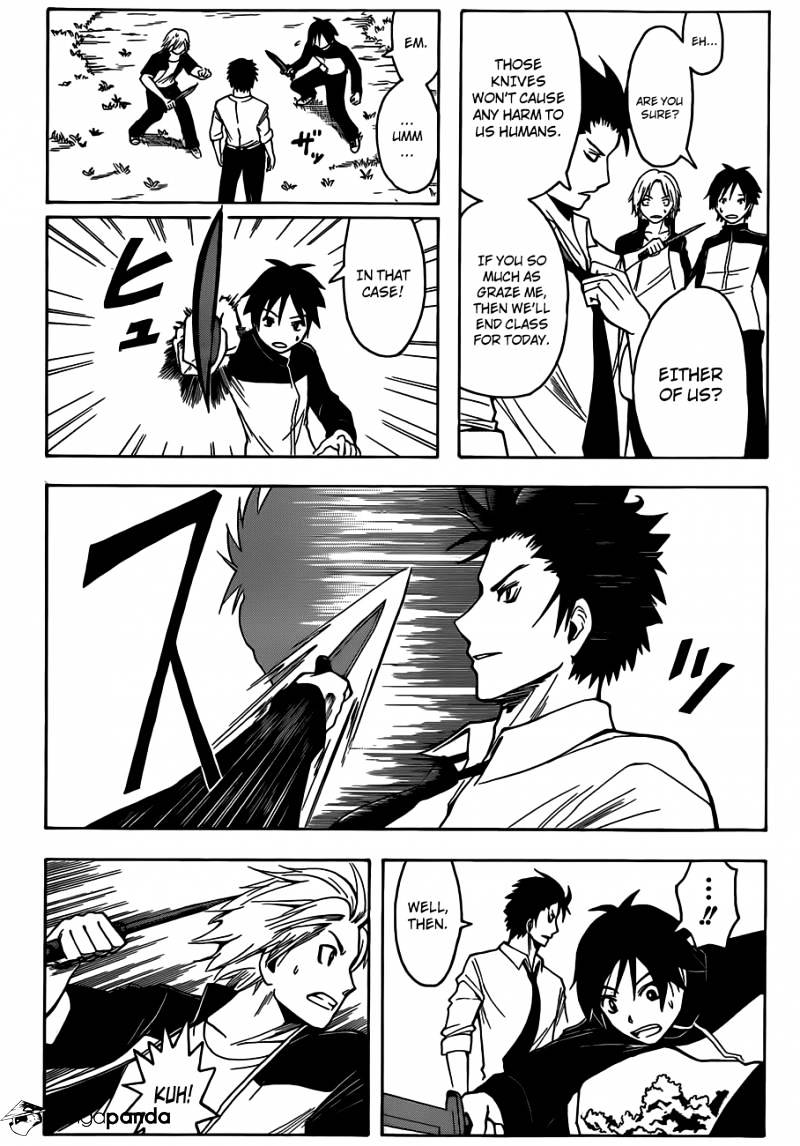 EH...
ARE YOU
SURE?
THOSE
KNIVES
WON'T CAUSE
ANY HARM TO
US HUMANS.
IF YOU SO
MUCH AS
GRAZE ME,
THEN WE'LL
END CLASS
FOR TODAY.
EITHER
OF US?
EM.
...
UMM
...
ザッ
IN THAT
CASE!
ヒュ
スッ
....!!
WELL,
THEN.
KUH!
mangapanda